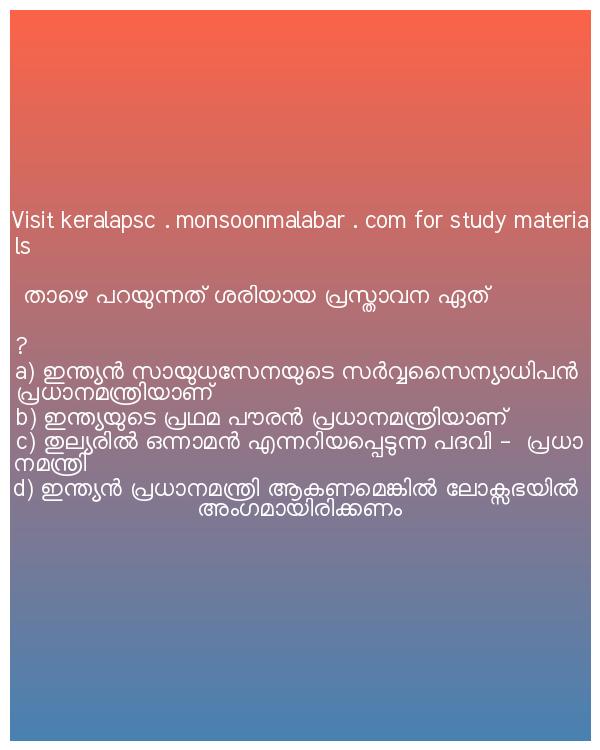 Visit keralapsc . monsoonmalabar . com for study materia
ls
താഴെ പറയുന്നത് ശരിയായ പ്രസ്താവന ഏത്
?
a) ഇന്ത്യൻ സായുധസേനയുടെ സർവ്വസൈന്യാധിപൻ
പ്രധാനമന്ത്രിയാണ്
b) ഇന്ത്യയുടെ പ്രഥമ പൗരൻ പ്രധാനമന്ത്രിയാണ്
c) തുല്യരിൽ ഒന്നാമൻ എന്നറിയപ്പെടുന്ന പദവി - പ്രധാ
നമന്ത്രി
d) ഇന്ത്യൻ പ്രധാനമന്ത്രി ആകണമെങ്കിൽ ലോക്സഭയിൽ
അംഗമായിരിക്കണം